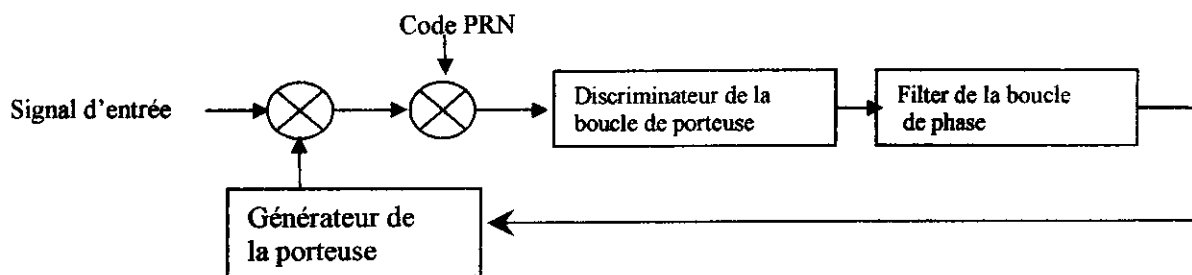 Code PRN
Signal d'entrée
Discriminateur de la
boucle de porteuse
Filter de la boucle
de phase
Générateur de
la porteuse